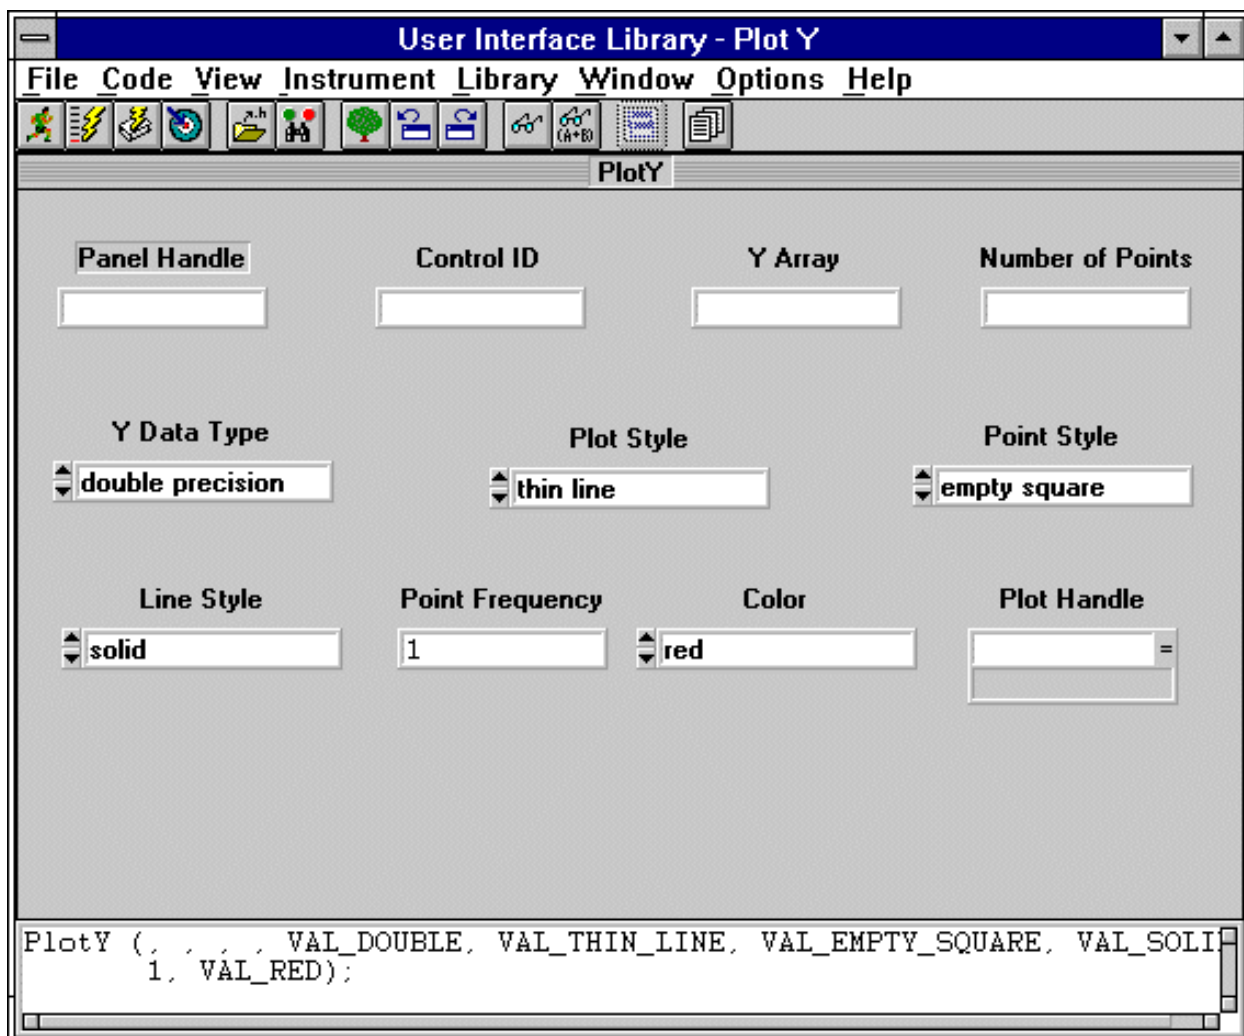 User Interface Library - Plot Y
File Code View Instrument Library Window Options Help
(A+B)
PlotY
Panel Handle Control ID Y Array Number of Points
Y Data Type Plot Style Point Style
double precision thin line empty square
Line Style Point Frequency Color Plot Handle
solid 1 red =
PlotY (, , , , VAL_DOUBLE, VAL_THIN_LINE, VAL_EMPTY_SQUARE, VAL_SOLI
1, VAL_RED);